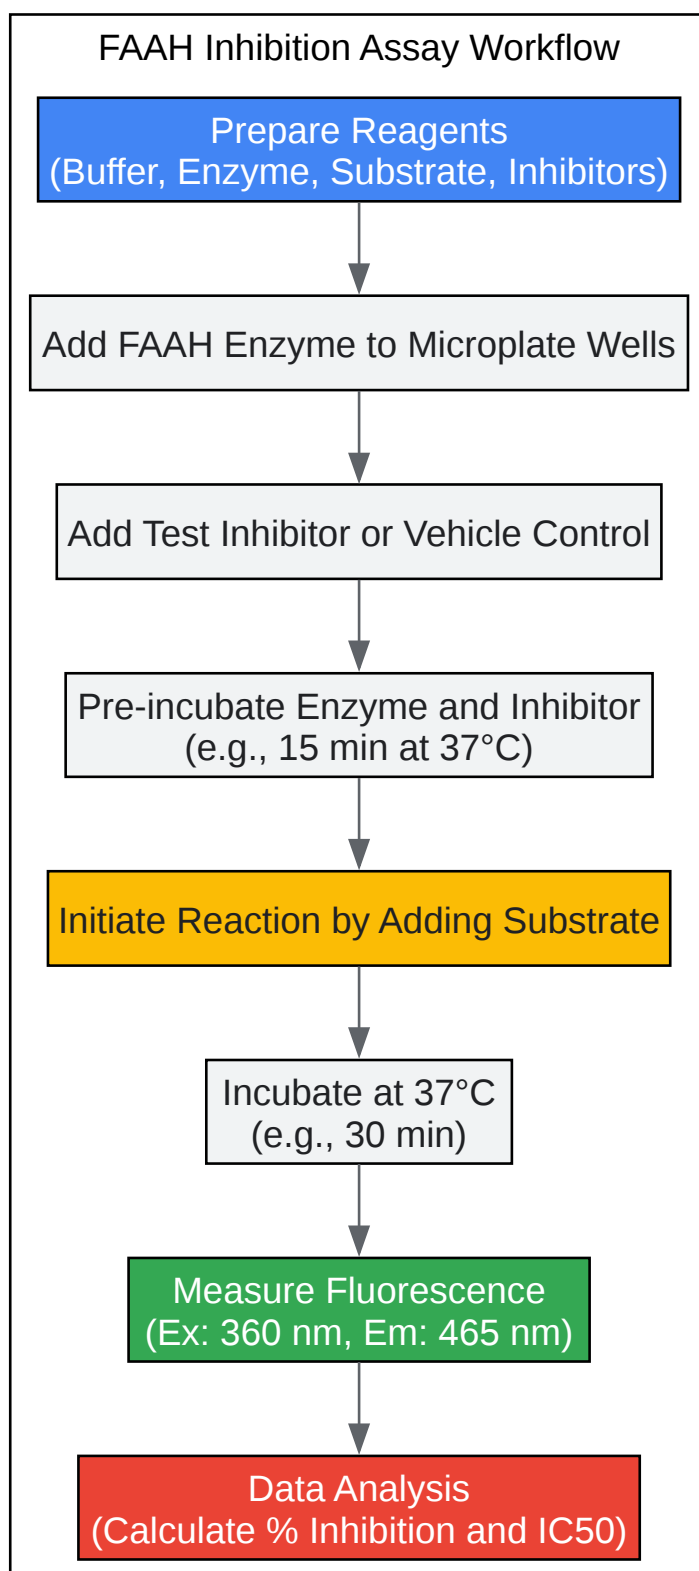 FAAH Inhibition Assay Workflow
Prepare Reagents
(Buffer, Enzyme, Substrate, Inhibitors)
Add FAAH Enzyme to Microplate Wells
Add Test Inhibitor or Vehicle Control
Pre-incubate Enzyme and Inhibitor
(e.g., 15 min at 37°C)
Initiate Reaction by Adding Substrate
Incubate at 37°C
(e.g., 30 min)
Measure Fluorescence
(Ex: 360 nm, Em: 465 nm)
Data Analysis
(Calculate % Inhibition and IC50)